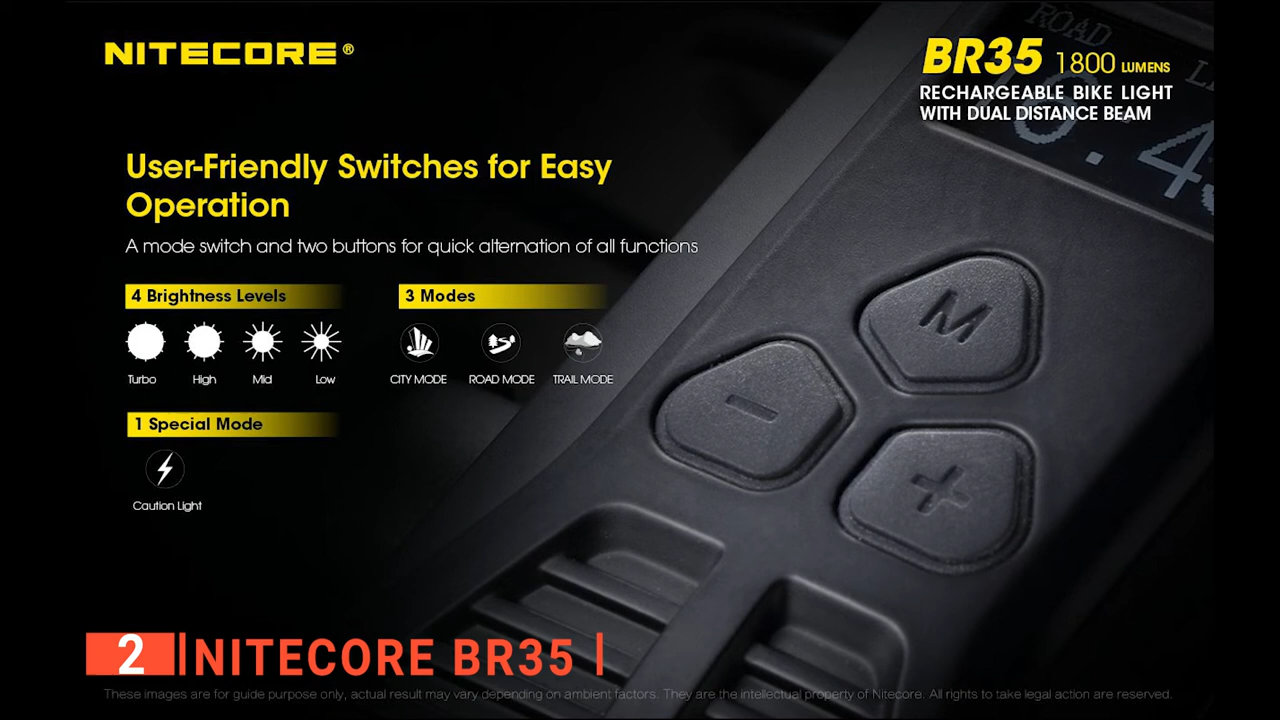 NITECORE®
BR35 1800 LUMENS
RECHARGEABLE BIKE LIGHT
WITH DUAL DISTANCE BEAM
ROAD
User-Friendly Switches for Easy
Operation
A mode switch and two buttons for quick alternation of all functions
4 Brightness Levels
3 Modes
Turbo High Mid Low
CITY MODE ROAD MODE TRAIL MODE
1 Special Mode
Caution Light
M
-
+
2 NITECORE BR35
These images are for guide purpose only, actual result may vary depending on ambient factors. They are the intellectual property of Nitecore. All rights to take legal action are reserved.